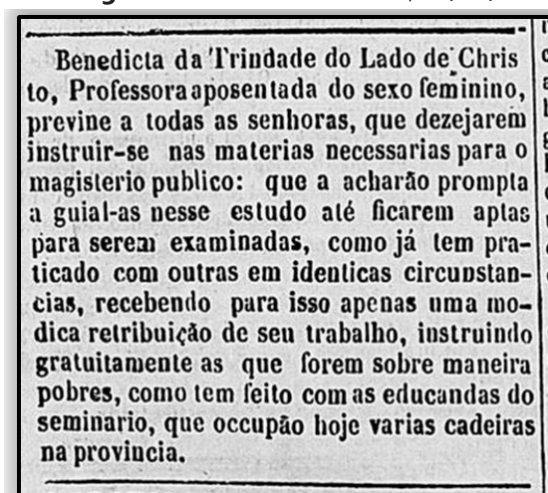 Benedicta da Trindade do Lado de Chris
to, Professora aposentada do sexo feminino,
previne a todas as senhoras, que dezejarem
instruir-se nas materias necessarias para o
magisterio publico: que a acharão prompta
a guial-as nesse estudo até ficarem aptas
para serem examinadas, como já tem pra-
ticado com outras em identicas circunstan-
cias, recebendo para isso apenas uma mo-
dica retribuição de seu trabalho, instruindo
gratuitamente as que forem sobre maneira
pobres, como tem feito com as educandas do
seminario, que occupão hoje varias cadeiras
na provincia.